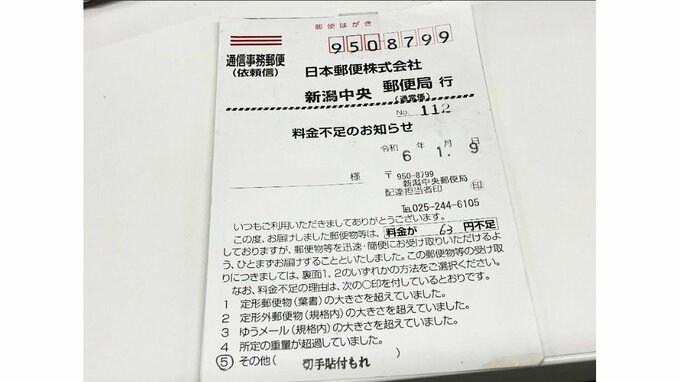 郵便はがき
9508799
通信事務郵便
(依頼信)
日本郵便株式会社
新潟中央 郵便局 行
(通常係)
No. 112
料金不足のお知らせ
令和 6 年 1. 月 9 日
様
〒950-8799
新潟中央郵便局
配達担当者印 印
TEL 025-244-6105
いつもご利用いただきましてありがとうございます。
この度、お届けしました郵便物等は、料金が 63 円不足
しておりますが、郵便物等を迅速・簡便にお受け取りいただけるよ
う、ひとまずお届けすることといたしました。この郵便物等の受け取
りにつきましては、裏面1、2のいずれかの方法をご選択ください。
なお、料金不足の理由は、次の○印を付しているとおりです。
1 定形郵便物(葉書)の大きさを超えていました。
2 定形外郵便物(規格内)の大きさを超えていました。
3 ゆうメール(規格内)の大きさを超えていました。
4 所定の重量が超過していました。
⑤ その他( 切手貼付もれ )